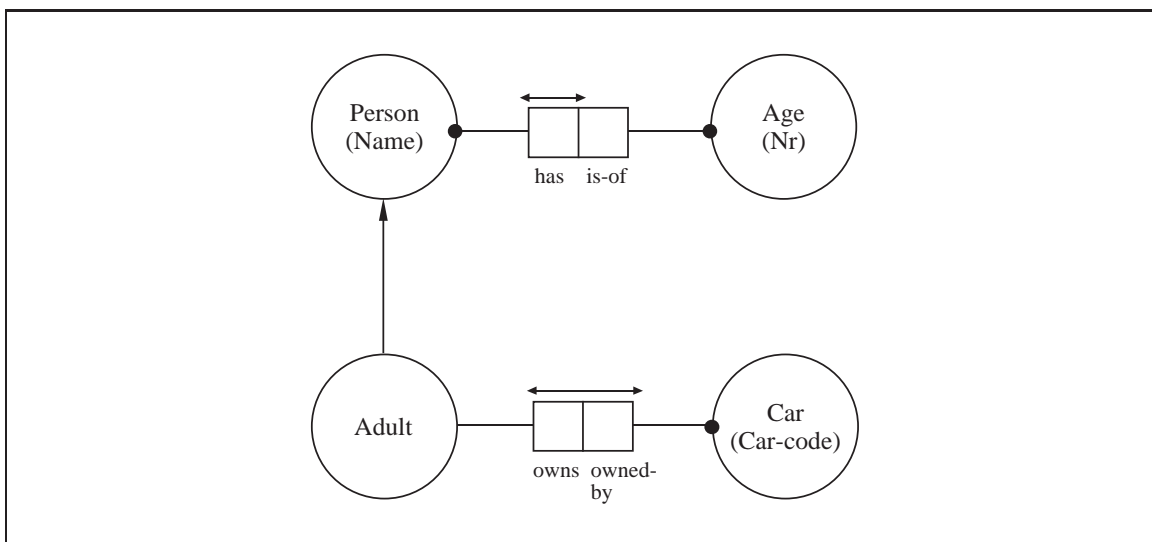 Person
(Name)
Age
(Nr)
has is-of
Adult
Car
(Car-code)
owns owned-
by